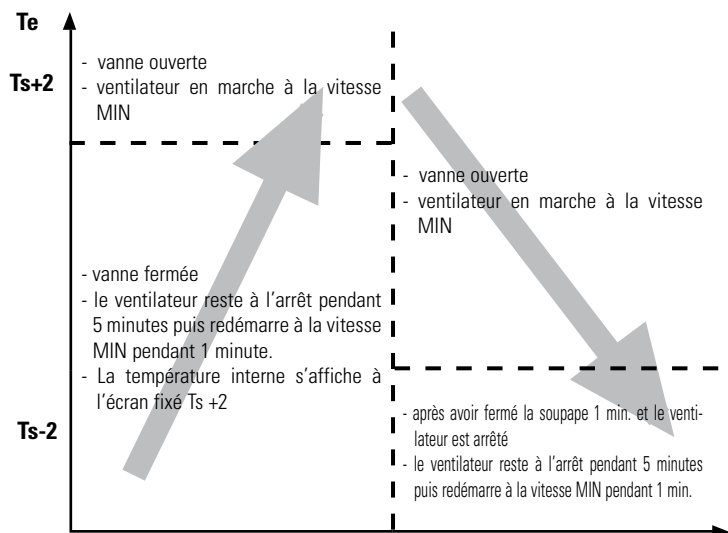 Te
Ts+2
- vanne ouverte
- ventilateur en marche à la vitesse
MIN
- vanne ouverte
- ventilateur en marche à la vitesse
MIN
- vanne fermée
- le ventilateur reste à l'arrêt pendant
5 minutes puis redémarre à la vitesse
MIN pendant 1 minute.
- La température interne s'affiche à
l'écran fixé Ts +2
Ts-2
- après avoir fermé la soupape 1 min. et le venti-
lateur est arrêté
- le ventilateur reste à l'arrêt pendant 5 minutes
puis redémarre à la vitesse MIN pendant 1 min.